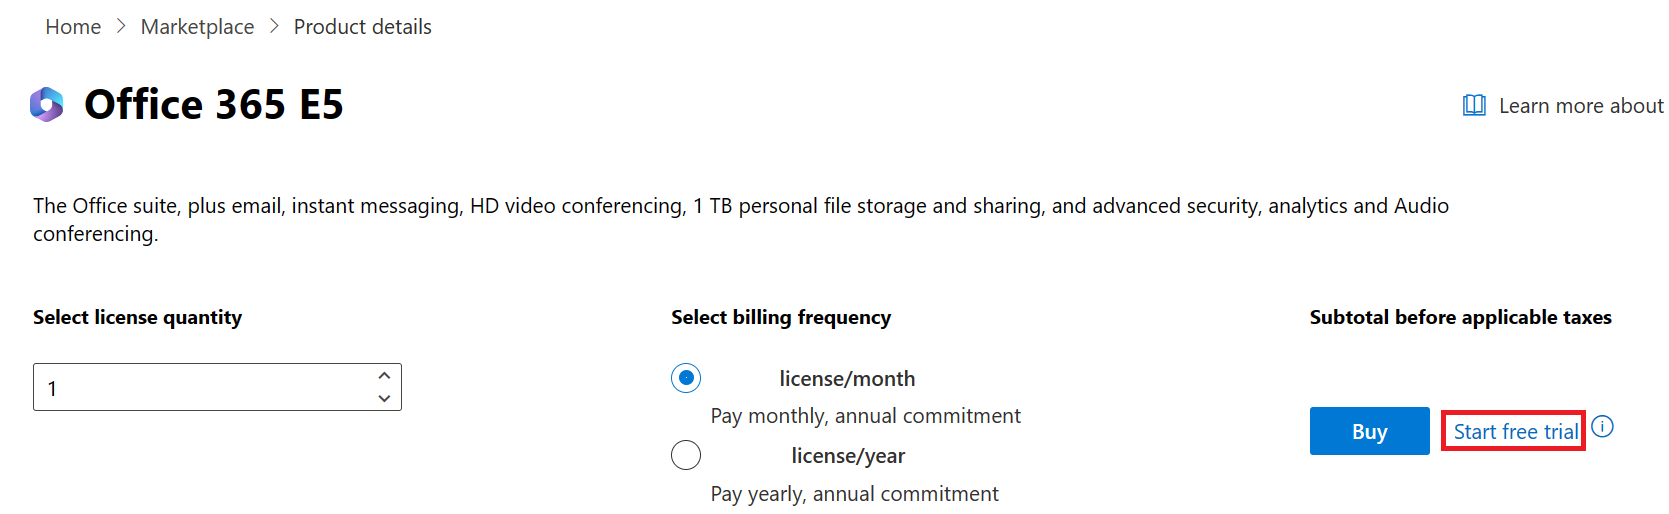 Home > Marketplace > Product details
Office 365 E5
Learn more about
The Office suite, plus email, instant messaging, HD video conferencing, 1 TB personal file storage and sharing, and advanced security, analytics and Audio
conferencing.
Select license quantity
1
Select billing frequency
license/month
Pay monthly, annual commitment
license/year
Pay yearly, annual commitment
Subtotal before applicable taxes
Buy
Start free trial